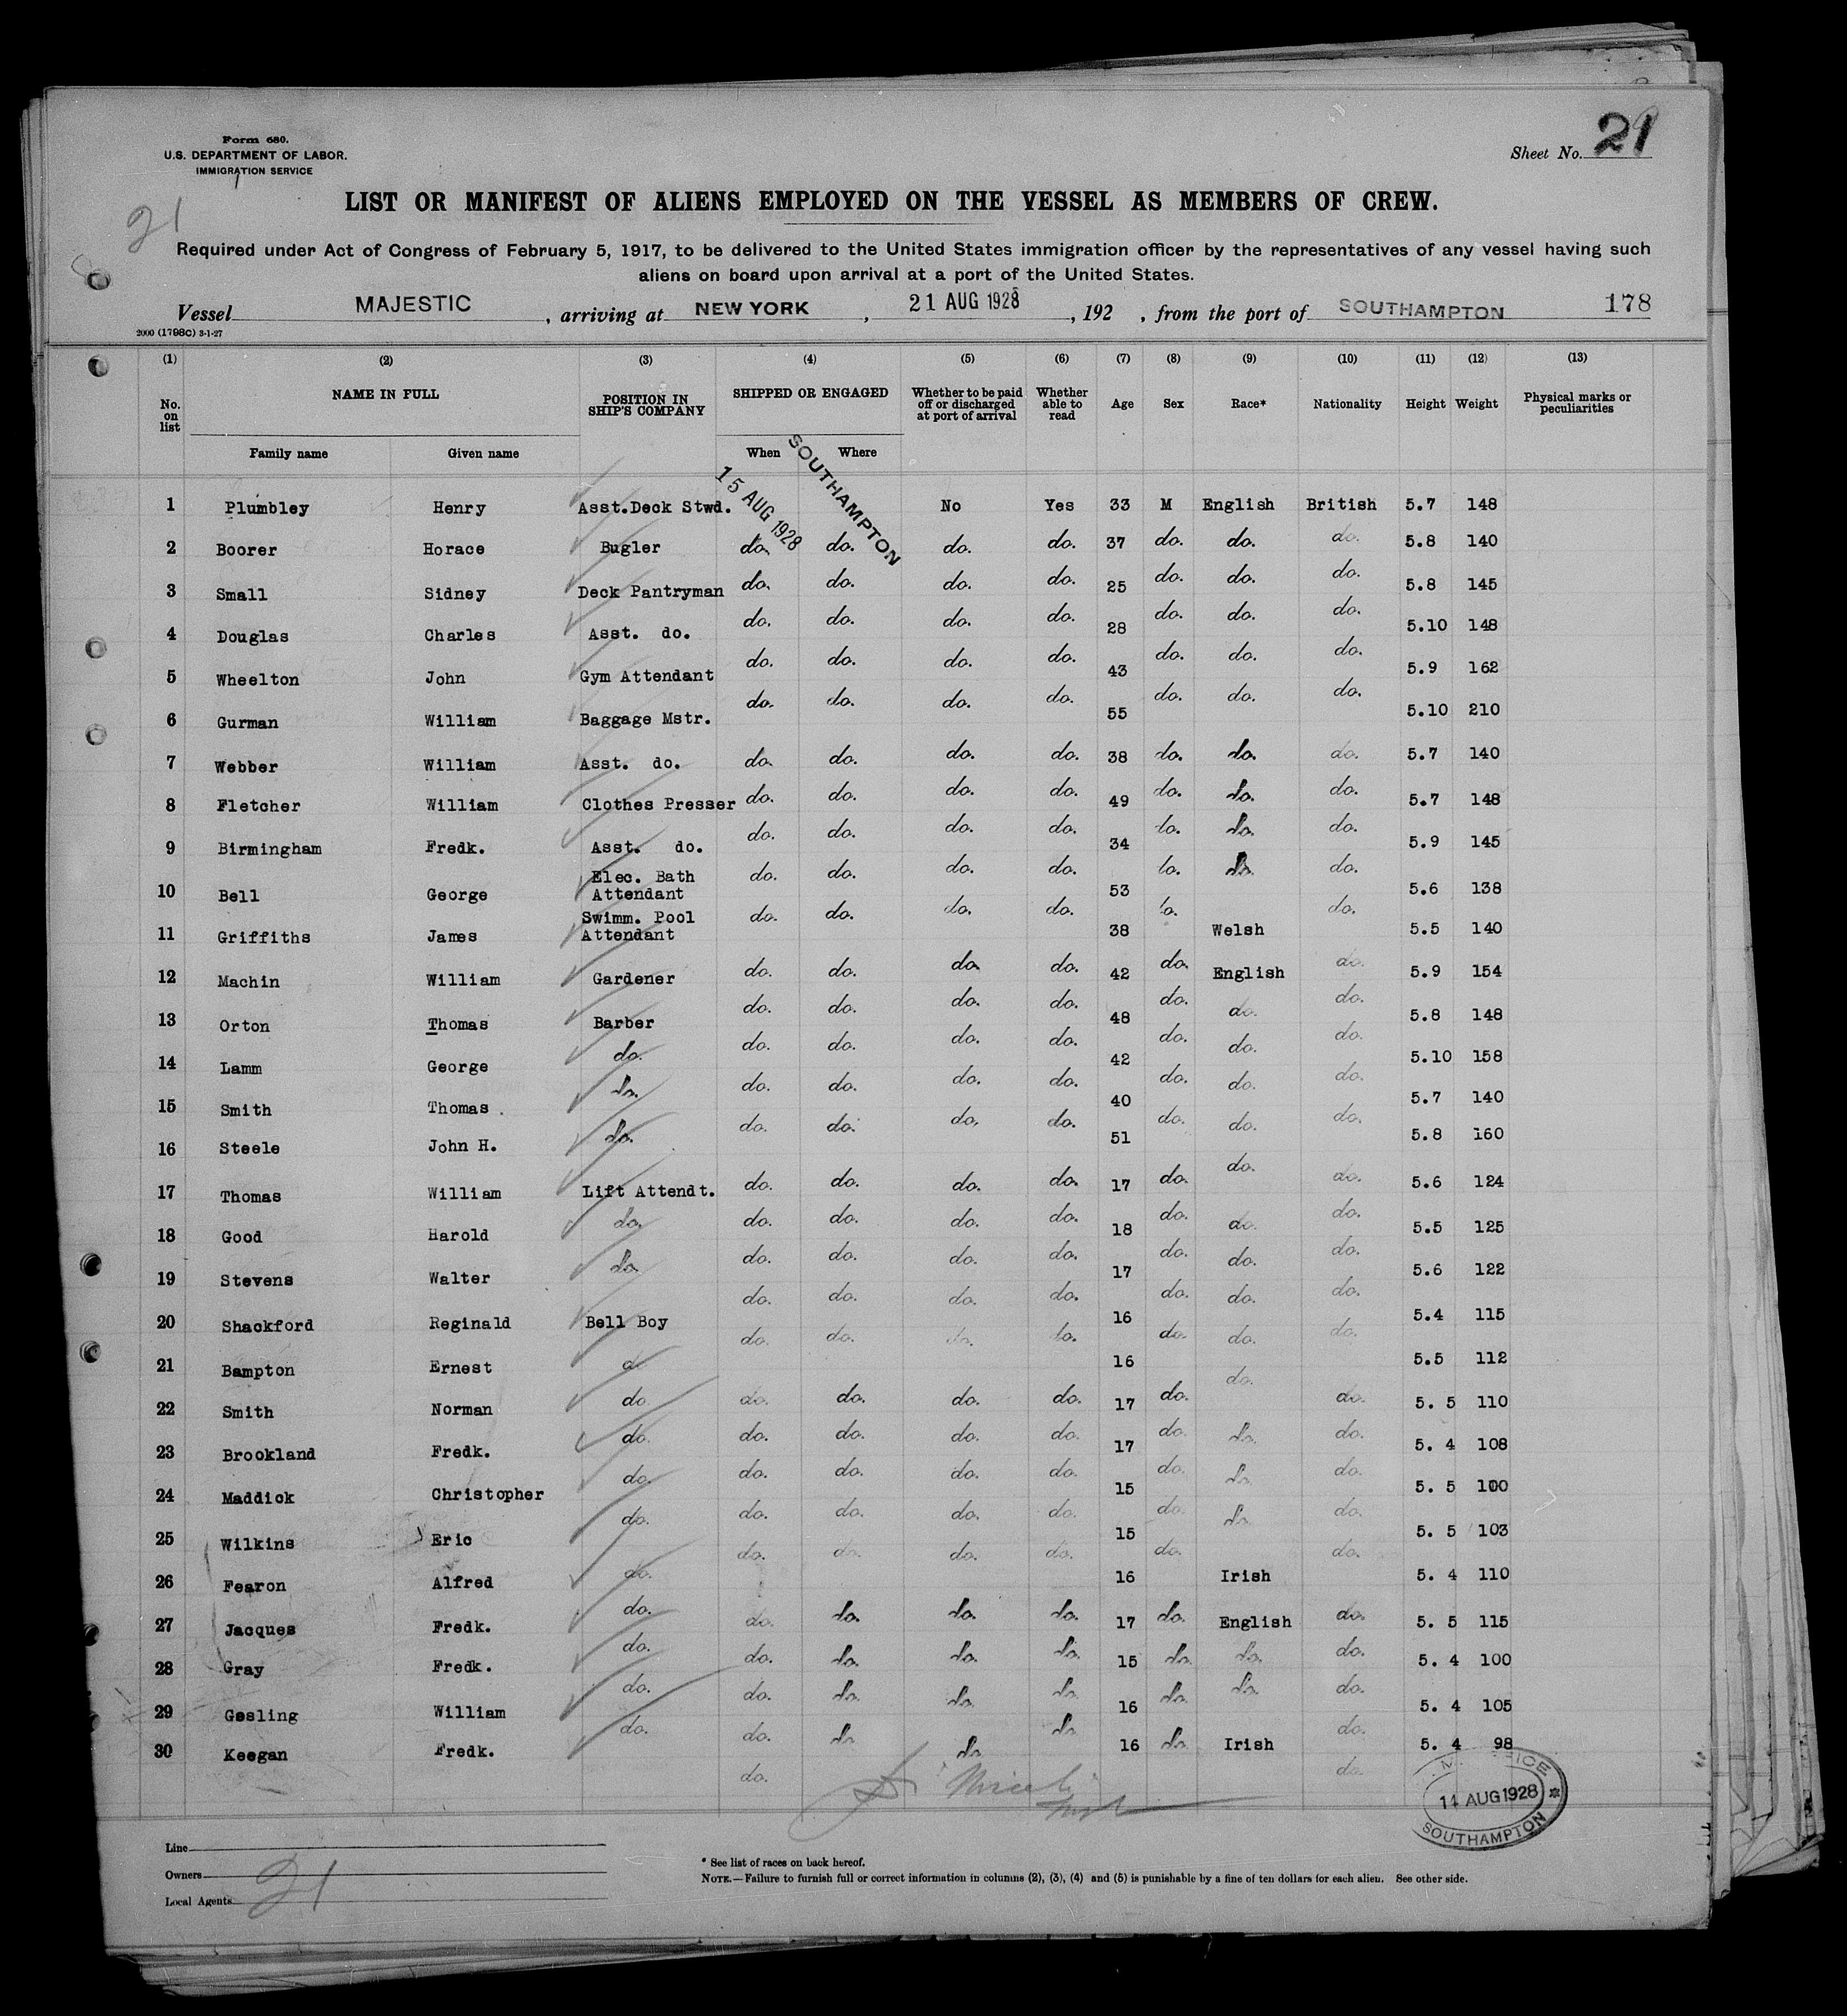 Form 680.
U.S. DEPARTMENT OF LABOR.
IMMIGRATION SERVICE
Sheet No. 21
21
LIST OR MANIFEST OF ALIENS EMPLOYED ON THE VESSEL AS MEMBERS OF CREW.
Required under Act of Congress of February 5, 1917, to be delivered to the United States immigration officer by the representatives of any vessel having such
aliens on board upon arrival at a port of the United States.
Vessel MAJESTIC , arriving at NEW YORK , 21 AUG 1928 , 192 , from the port of SOUTHAMPTON 178
2000 (1798c) 3-1-27
(1) (2) (3) (4) (5) (6) (7) (8) (9) (10) (11) (12) (13)
No. on list NAME IN FULL POSITION IN SHIP'S COMPANY SHIPPED OR ENGAGED Whether to be paid off or discharged at port of arrival Whether able to read Age Sex Race* Nationality Height Weight Physical marks or peculiarities
Family name Given name When Where
15 AUG 1928 SOUTHAMPTON
1 Plumbley Henry Asst.Deck Stwd. No Yes 33 M English British 5.7 148
2 Boorer Horace Bugler do. do. do. do. 37 do. do. do. 5.8 140
3 Small Sidney Deck Pantryman do. do. do. do. 25 do. do. do. 5.8 145
4 Douglas Charles Asst. do. do. do. do. do. 28 do. do. do. 5.10 148
5 Wheelton John Gym Attendant do. do. do. do. 43 do. do. do. 5.9 162
6 Gurman William Baggage Mstr. do. do. do. do. 55 do. do. do. 5.10 210
7 Webber William Asst. do. do. do. do. do. 38 do. do. do. 5.7 140
8 Fletcher William Clothes Presser do. do. do. do. 49 do. do. do. 5.7 148
9 Birmingham Fredk. Asst. do. do. do. do. do. 34 do. do. do. 5.9 145
10 Bell George Elec. Bath Attendant do. do. do. do. 53 do. do. do. 5.6 138
11 Griffiths James Swimm. Pool Attendant do. do. do. do. 38 do. Welsh do. 5.5 140
12 Machin William Gardener do. do. do. do. 42 do. English do. 5.9 154
13 Orton Thomas Barber do. do. do. do. 48 do. do. do. 5.8 148
14 Lamm George do. do. do. do. do. 42 do. do. do. 5.10 158
15 Smith Thomas do. do. do. do. do. 40 do. do. do. 5.7 140
16 Steele John H. do. do. do. do. do. 51 do. do. do. 5.8 160
17 Thomas William Lift Attendt. do. do. do. do. 17 do. do. do. 5.6 124
18 Good Harold do. do. do. do. do. 18 do. do. do. 5.5 125
19 Stevens Walter do. do. do. do. do. 17 do. do. do. 5.6 122
20 Shackford Reginald Bell Boy do. do. do. do. 16 do. do. do. 5.4 115
21 Bampton Ernest do. do. do. do. do. 16 do. do. do. 5.5 112
22 Smith Norman do. do. do. do. do. 17 do. do. do. 5. 5 110
23 Brookland Fredk. do. do. do. do. do. 17 do. do. do. 5. 4 108
24 Maddick Christopher do. do. do. do. do. 15 do. do. do. 5. 5 100
25 Wilkins Eric do. do. do. do. do. 15 do. do. do. 5. 5 103
26 Fearon Alfred do. do. do. do. do. 16 do. Irish do. 5. 4 110
27 Jacques Fredk. do. do. do. do. do. 17 do. English do. 5. 5 115
28 Gray Fredk. do. do. do. do. do. 15 do. do. do. 5. 4 100
29 Gosling William do. do. do. do. do. 16 do. do. do. 5. 4 105
30 Keegan Fredk. do. do. do. do. do. 16 do. Irish do. 5. 4 98
do. do.
14 AUG 1928
SOUTHAMPTON
Line
Owners
Local Agents
21
* See list of races on back hereof.
NOTE.—Failure to furnish full or correct information in columns (2), (3), (4) and (5) is punishable by a fine of ten dollars for each alien. See other side.